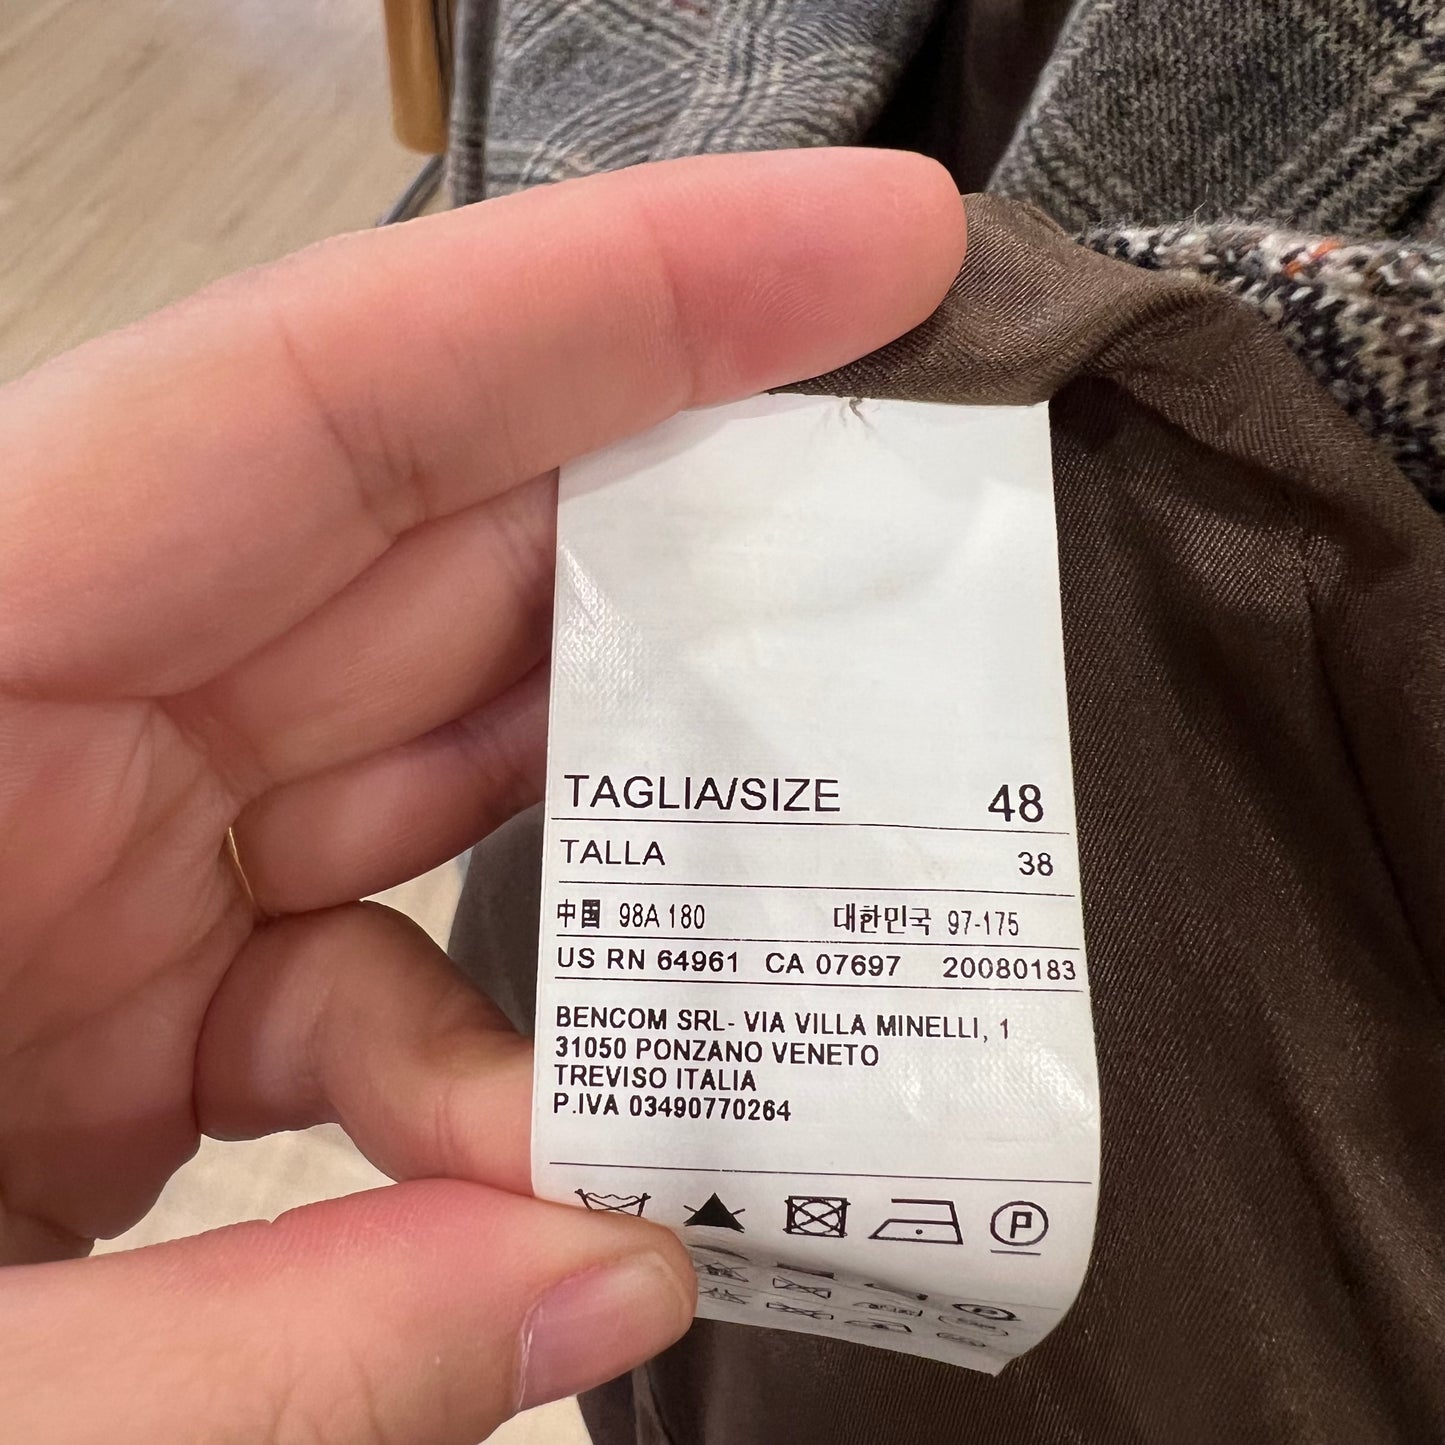 TAGLIA/SIZE 48
TALLA 38
中国 98A 180 대한민국 97-175
US RN 64961 CA 07697 20080183
BENCOM SRL- VIA VILLA MINELLI, 1
31050 PONZANO VENETO
TREVISO ITALIA
P.IVA 03490770264
P